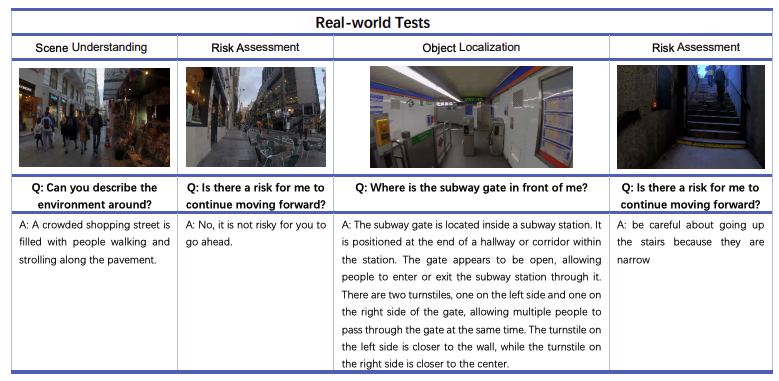 Real-world Tests
Scene Understanding
Risk Assessment
Object Localization
Risk Assessment
Q: Can you describe the
environment around?
Q: Is there a risk for me to
continue moving forward?
Q: Where is the subway gate in front of me?
Q: Is there a risk for me to
continue moving forward?
A: A crowded shopping street is
filled with people walking and
strolling along the pavement.
A: No, it is not risky for you to
go ahead.
A: The subway gate is located inside a subway station. It
is positioned at the end of a hallway or corridor within
the station. The gate appears to be open, allowing
people to enter or exit the subway station through it.
There are two turnstiles, one on the left side and one on
the right side of the gate, allowing multiple people to
pass through the gate at the same time. The turnstile on
the left side is closer to the wall, while the turnstile on
the right side is closer to the center.
A: be careful about going up
the stairs because they are
narrow